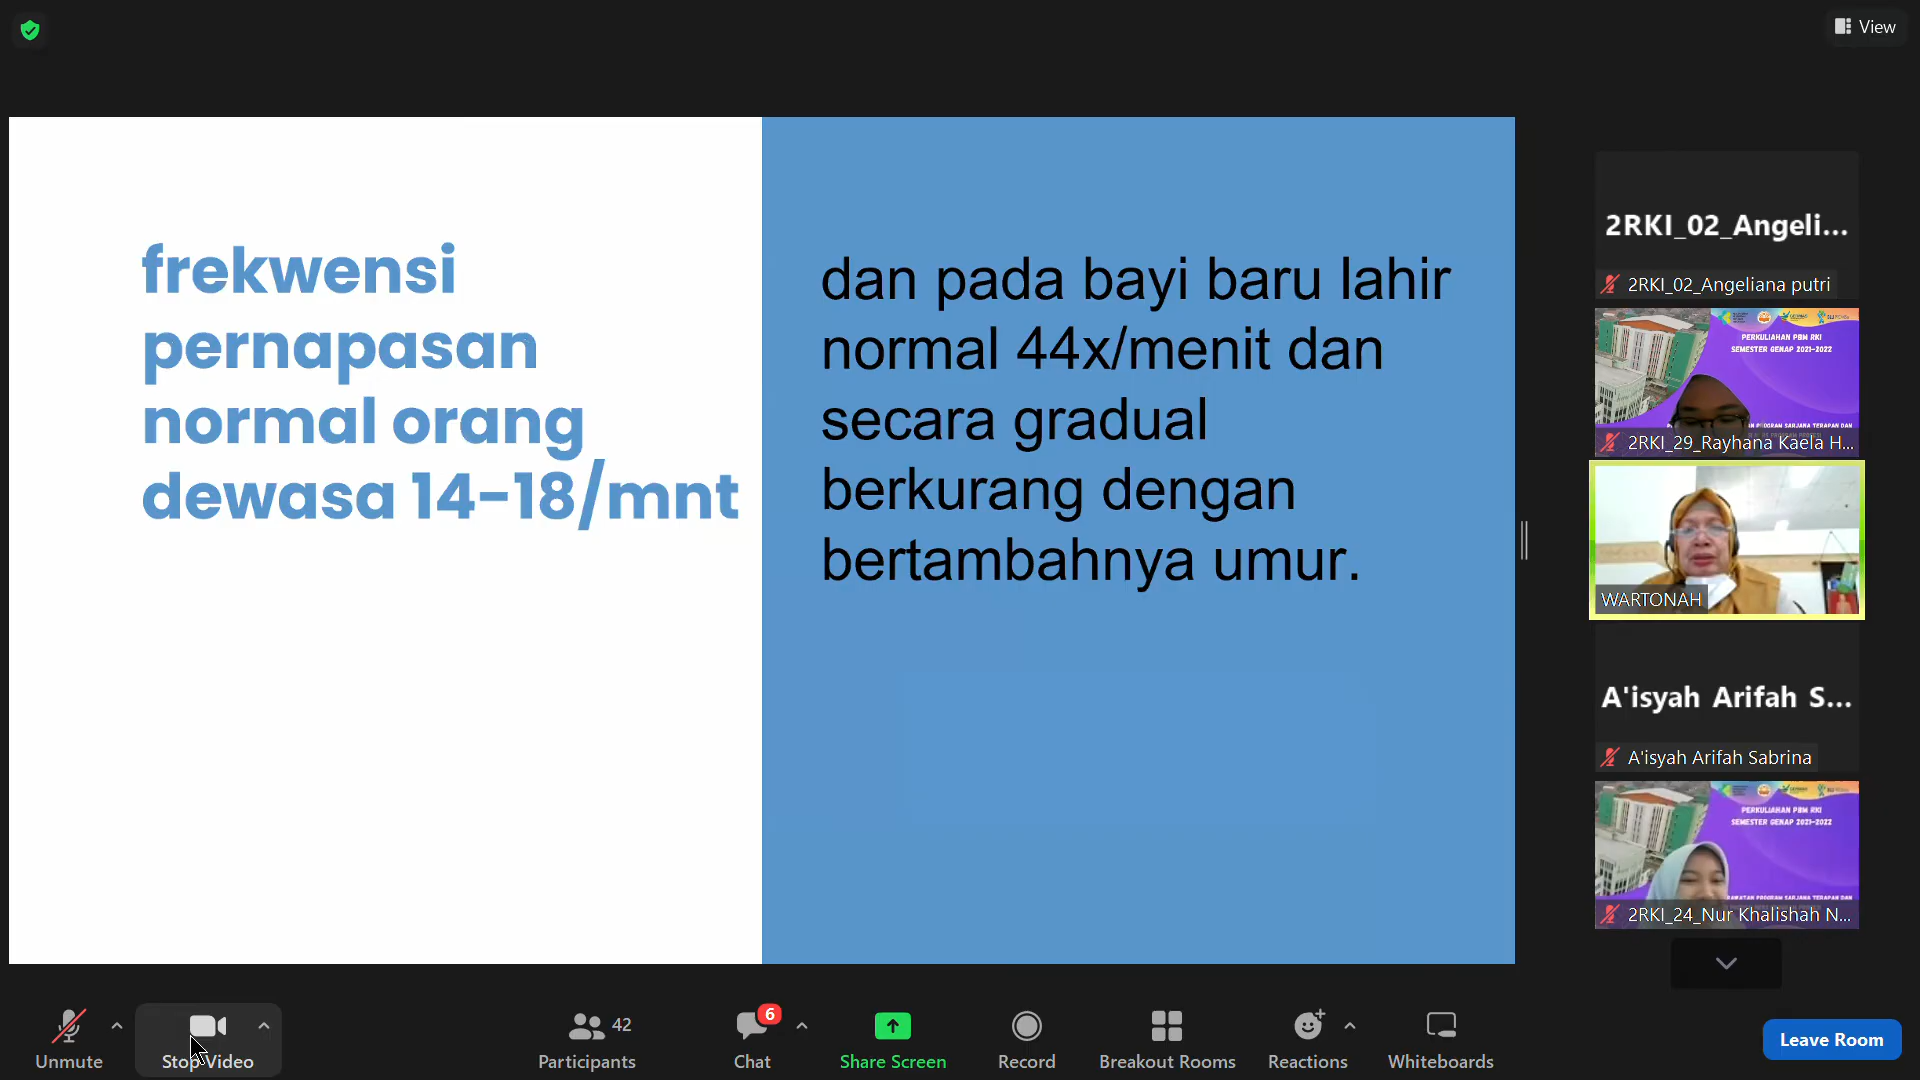 View
frekwensi
pernapasan
normal orang
dewasa 14-18/mnt
dan pada bayi baru lahir
normal 44x/menit dan
secara gradual
berkurang dengan
bertambahnya umur.
2RKI_02_Angeli...
2RKI_02_Angeliana putri
PERKULIAHAN PBM RKI
SEMESTER GENAP 2021-2022
2RKI_29_Rayhana Kaela H...
WARTONAH
A'isyah Arifah S...
A'isyah Arifah Sabrina
PERKULIAHAN PBM RKI
SEMESTER GENAP 2021-2022
2RKI_24_Nur Khalishah N...
Unmute
Stop Video
42
Participants
6
Chat
Share Screen
Record
Breakout Rooms
Reactions
Whiteboards
Leave Room